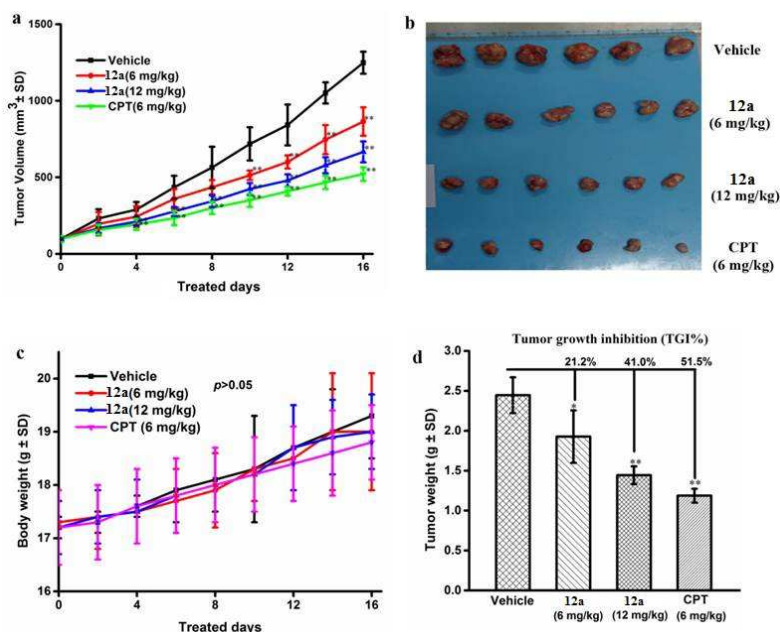 a
1500
1000
500
0
Tumor Volume (mm³± SD)
Vehicle
12a(6 mg/kg)
12a(12 mg/kg)
CPT(6 mg/kg)
**
**
**
**
0 4 8 12 16
Treated days
b
Vehicle
12a
(6 mg/kg)
12a
(12 mg/kg)
CPT
(6 mg/kg)
c
20
19
18
17
16
Body weight (g ± SD)
Vehicle
12a(6 mg/kg)
12a(12 mg/kg)
CPT (6 mg/kg)
p>0.05
0 4 8 12 16
Treated days
d
Tumor growth inhibition (TGI%)
21.2% 41.0% 51.5%
3.0
2.5
2.0
1.5
1.0
0.5
0.0
Tumor weight (g ± SD)
*
**
**
Vehicle 12a 12a CPT
(6 mg/kg) (12 mg/kg) (6 mg/kg)